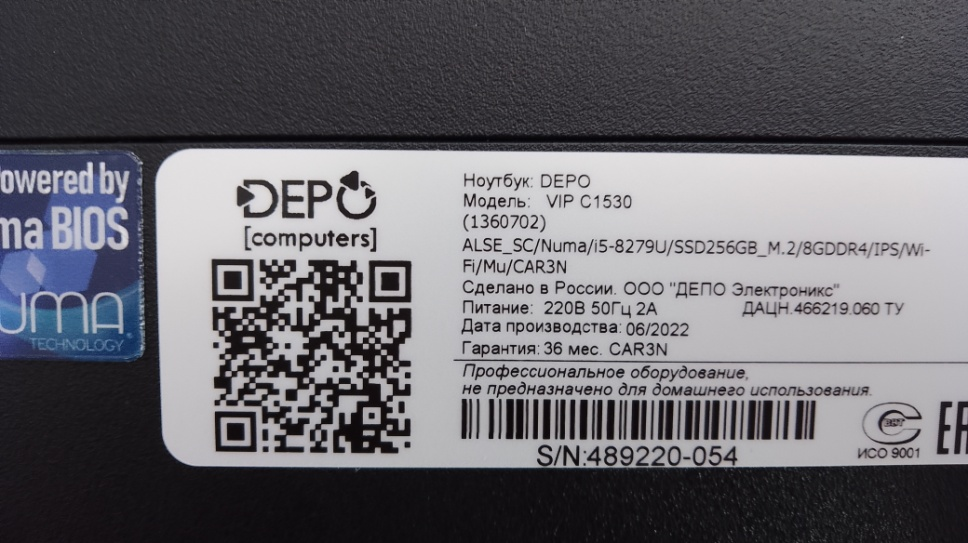 owered by
ma BIOS
UMA
TECHNOLOGY
DEPO
[computers]
Ноутбук: DEPO
Модель: VIP C1530
(1360702)
ALSE_SC/Numa/i5-8279U/SSD256GB_M.2/8GDDR4/IPS/Wi-
Fi/Mu/CAR3N
Сделано в России. ООО "ДЕПО Электроникс"
Питание: 220В 50Гц 2А ДАЦН.466219.060 ТУ
Дата производства: 06/2022
Гарантия: 36 мес. CAR3N
Профессиональное оборудование,
не предназначено для домашнего использования.
S/N:489220-054
ИСО 9001